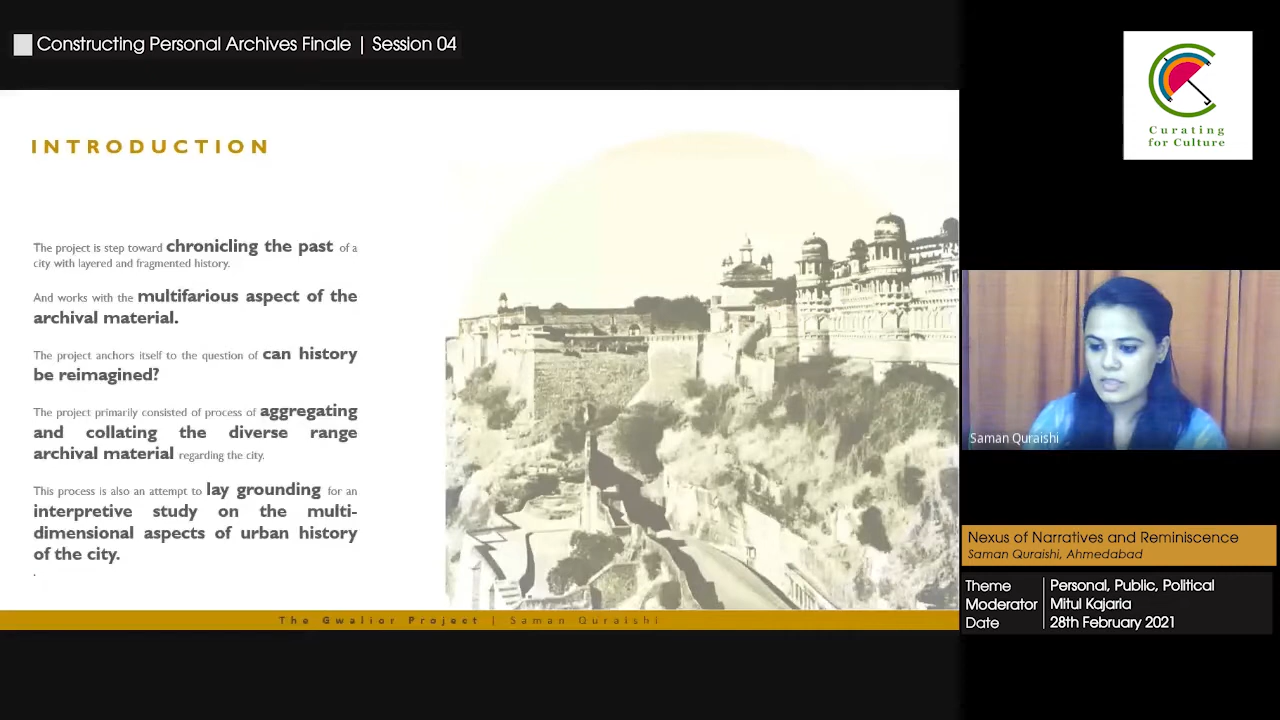 Constructing Personal Archives Finale | Session 04
INTRODUCTION
The project is step toward chronicling the past of a
city with layered and fragmented history.
And works with the multifarious aspect of the
archival material.
The project anchors itself to the question of can history
be reimagined?
The project primarily consisted of process of aggregating
and collating the diverse range
archival material regarding the city.
This process is also an attempt to lay grounding for an
interpretive study on the multi-
dimensional aspects of urban history
of the city.
.
The Gwalior Project | Saman Quraishi
Curating
for Culture
Saman Quraishi
Nexus of Narratives and Reminiscence
Saman Quraishi, Ahmedabad
Theme Personal, Public, Political
Moderator Mitul Kajaria
Date 28th February 2021